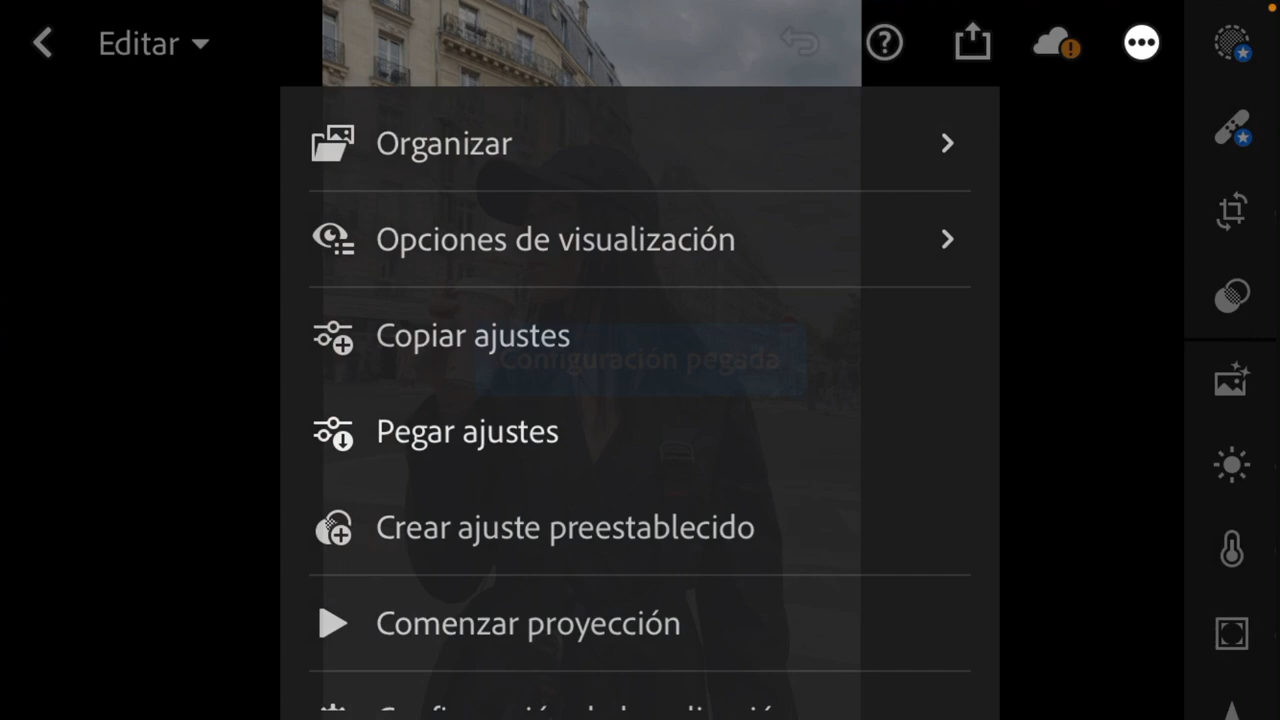 Editar
Organizar
Opciones de visualización
Copiar ajustes
Configuración pegada
Pegar ajustes
Crear ajuste preestablecido
Comenzar proyección